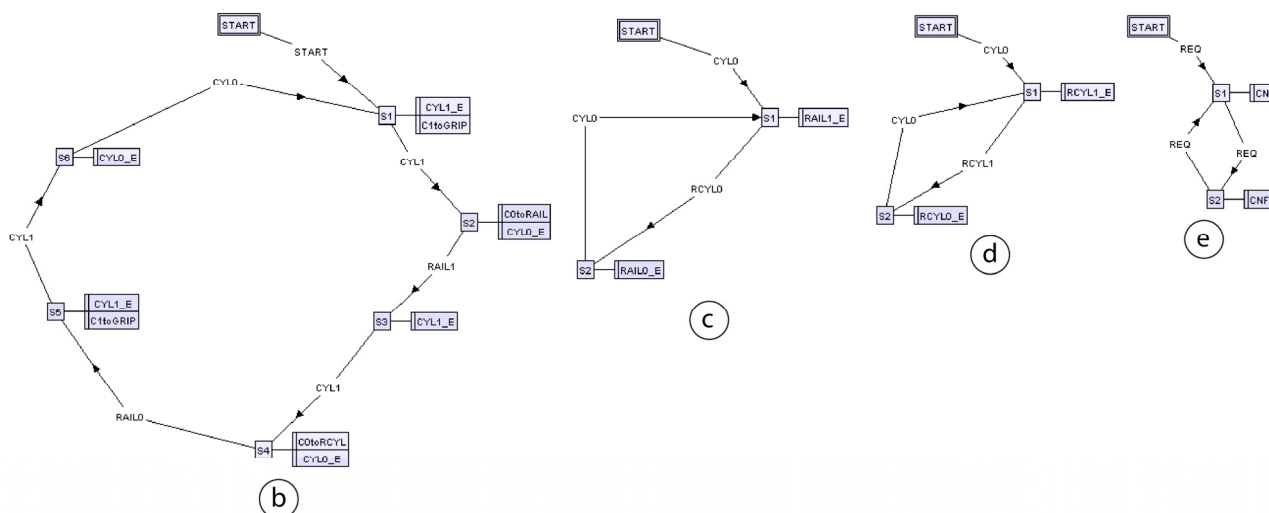 START
START
CYL0
S1
CYL1_E
C1toGRIP
CYL1
S6
CYL0_E
S2
C0toRAIL
CYL0_E
CYL1
RAIL1
S5
CYL1_E
C1toGRIP
S3
CYL1_E
CYL1
RAIL0
S4
C0toRCYL
CYL0_E
b
START
CYL0
CYL0
S1
RAIL1_E
RCYL0
S2
RAIL0_E
c
START
CYL0
S1
RCYL1_E
CYL0
RCYL1
S2
RCYL0_E
d
START
REQ
S1
CN
REQ
REQ
S2
CNF
e